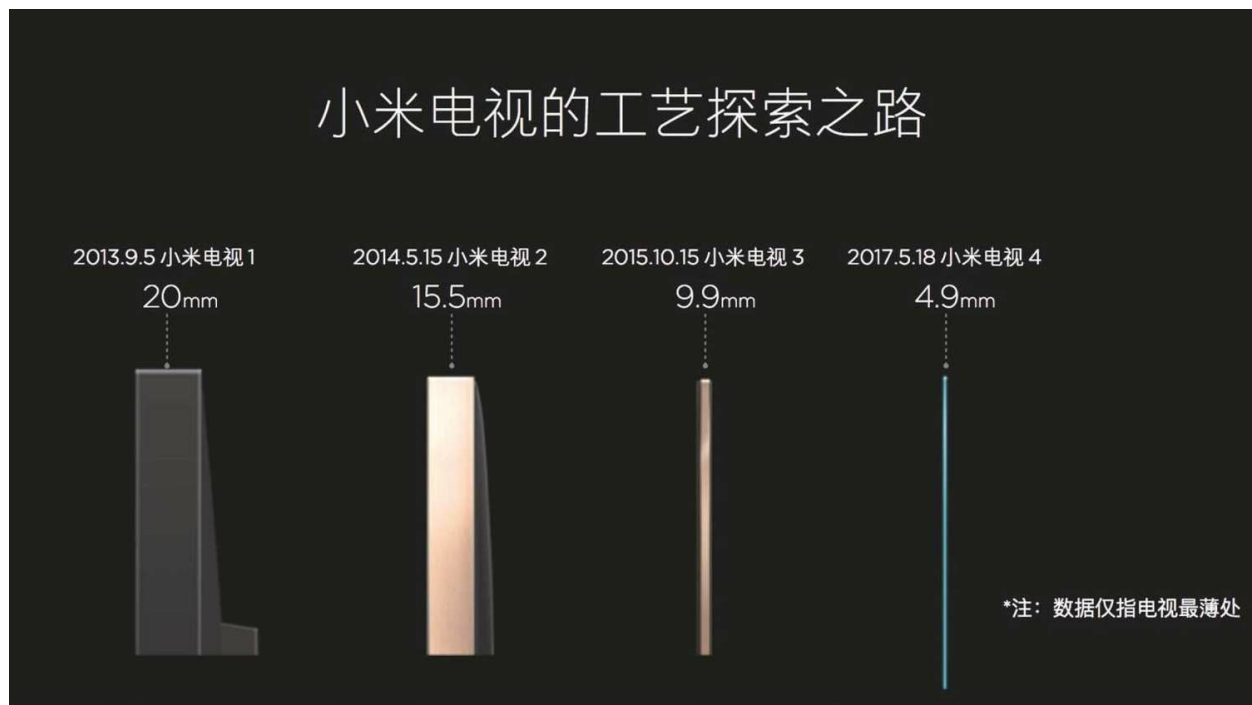 小米电视的工艺探索之路
2013.9.5 小米电视 1
20mm
2014.5.15 小米电视 2
15.5mm
2015.10.15 小米电视 3
9.9mm
2017.5.18 小米电视 4
4.9mm
*注：数据仅指电视最薄处